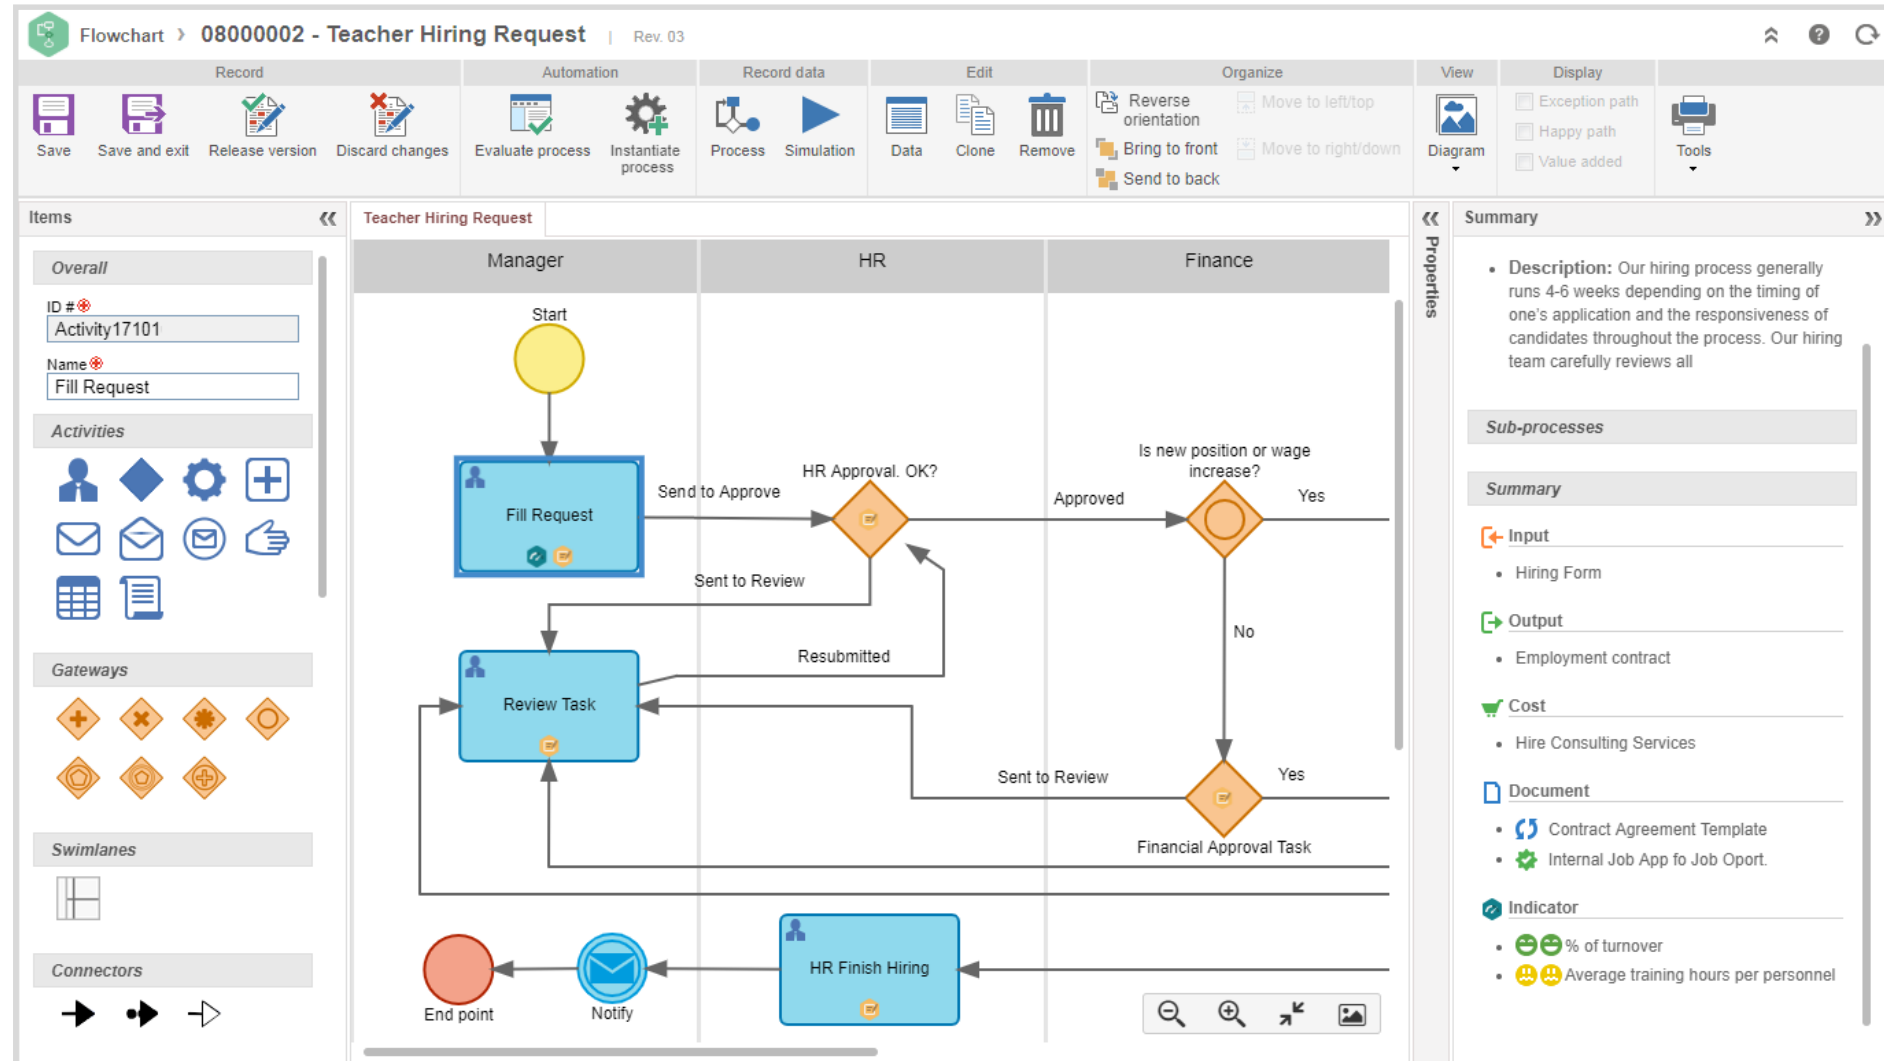 Flowchart › 08000002 - Teacher Hiring Request | Rev. 03
Record
Automation
Record data
Edit
Organize
View
Display
Save
Save and exit
Release version
Discard changes
Evaluate process
Instantiate
process
Process
Simulation
Data
Clone
Remove
Reverse
orientation
Bring to front
Send to back
Move to left/top
Move to right/down
Diagram
Exception path
Happy path
Value added
Tools
Items
Overall
ID #
Activity17101
Name
Fill Request
Activities
Gateways
Swimlanes
Connectors
Teacher Hiring Request
Manager
HR
Finance
Start
Fill Request
Send to Approve
HR Approval. OK?
Approved
Is new position or wage
increase?
Yes
Sent to Review
No
Resubmitted
Review Task
Sent to Review
Yes
Financial Approval Task
HR Finish Hiring
End point
Notify
Properties
Summary
• Description: Our hiring process generally
runs 4-6 weeks depending on the timing of
one's application and the responsiveness of
candidates throughout the process. Our hiring
team carefully reviews all
Sub-processes
Summary
Input
• Hiring Form
Output
• Employment contract
Cost
• Hire Consulting Services
Document
• Contract Agreement Template
• Internal Job App fo Job Oport.
Indicator
• % of turnover
• Average training hours per personnel